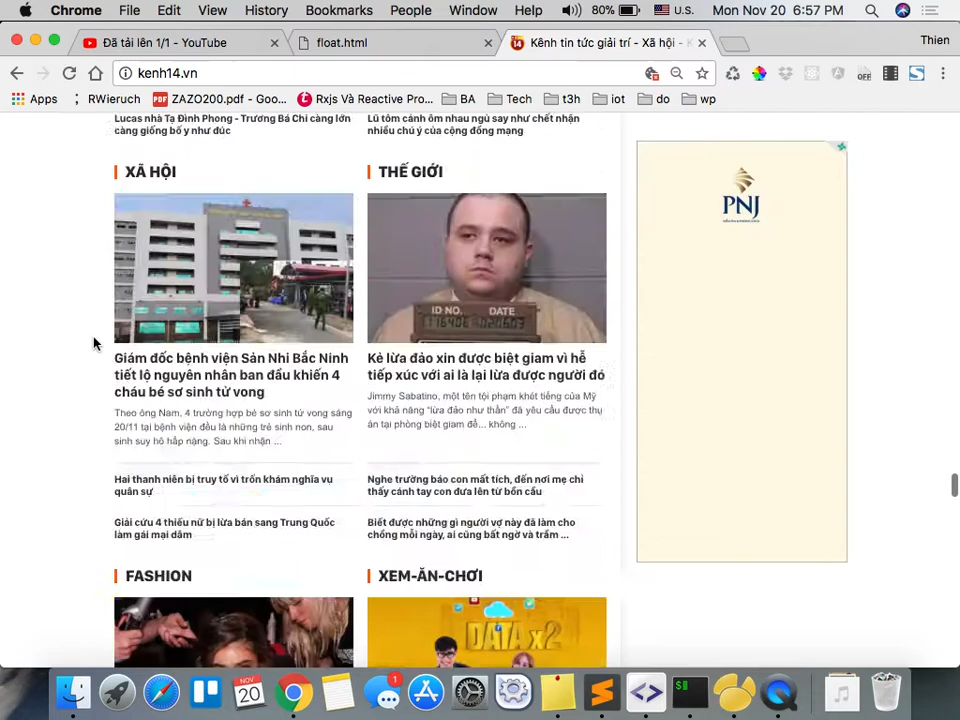 Chrome File Edit View History Bookmarks People Window Help 80% U.S. Mon Nov 20 6:57 PM
Đã tải lên 1/1 - YouTube
float.html
Kênh tin tức giải trí - Xã hội - K
Thien
kenh14.vn
OFF
Apps
RWieruch
PDF
ZAZO200.pdf - Goo...
Rxjs Và Reactive Pro...
BA
Tech
t3h
iot
do
wp
Lucas nhà Tạ Đình Phong - Trương Bá Chi càng lớn
càng giống bố y như đúc
Lũ tôm cánh ôm nhau ngủ say như chết nhận
nhiều chú ý của cộng đồng mạng
XÃ HỘI
THẾ GIỚI
PNJ
ID NO. DATE
Giám đốc bệnh viện Sản Nhi Bắc Ninh
tiết lộ nguyên nhân ban đầu khiến 4
cháu bé sơ sinh tử vong
Kẻ lừa đảo xin được biệt giam vì hễ
tiếp xúc với ai là lại lừa được người đó
Theo ông Nam, 4 trường hợp bé sơ sinh tử vong sáng
20/11 tại bệnh viện đều là những trẻ sinh non, sau
sinh suy hô hấp nặng. Sau khi nhận ...
Jimmy Sabatino, một tên tội phạm khét tiếng của Mỹ
với khả năng "lừa đảo như thần" đã yêu cầu được thụ
án tại phòng biệt giam để... không ...
Hai thanh niên bị truy tố vì trốn khám nghĩa vụ
quân sự
Nghe trường báo con mất tích, đến nơi mẹ chỉ
thấy cánh tay con đưa lên từ bồn cầu
Giải cứu 4 thiếu nữ bị lừa bán sang Trung Quốc
làm gái mại dâm
Biết được những gì người vợ này đã làm cho
chồng mỗi ngày, ai cũng bất ngờ và trầm ...
FASHION
XEM-ĂN-CHƠI
DATA x2
NOV
20
1